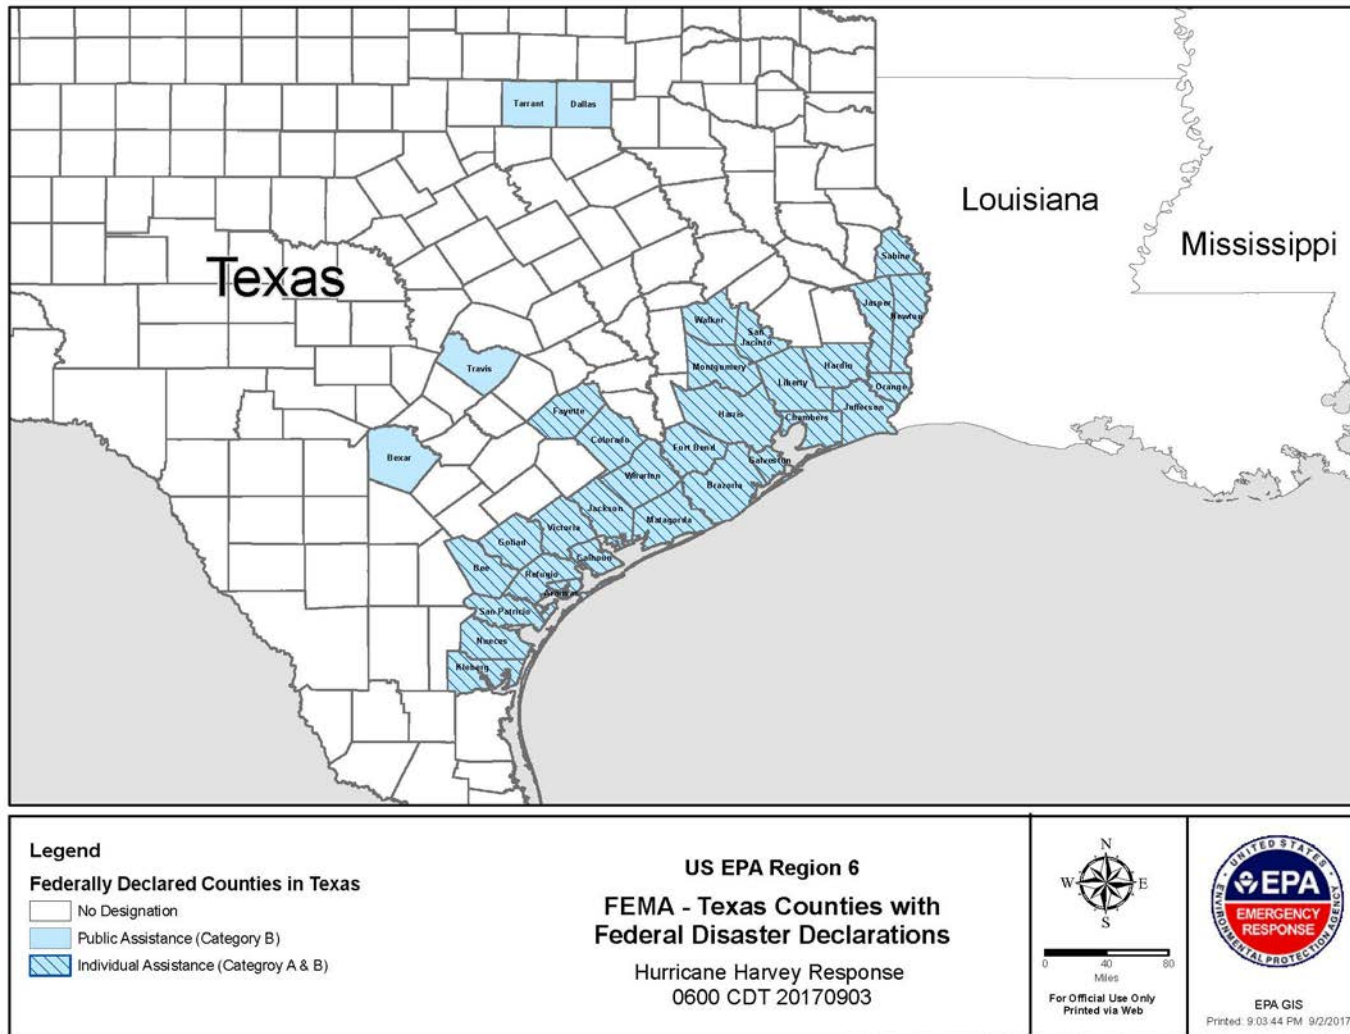 Tarrant
Dallas
Louisiana
Mississippi
Sabine
Texas
Jasper
Newton
Walker
San
Jacinto
Travis
Montgomery
Hardin
Liberty
Orange
Fayette
Harris
Chambers
Jefferson
Colorado
Fort Bend
Bexar
Galveston
Wharton
Brazoria
Jackson
Matagorda
Victoria
Goliad
Calhoun
Bee
Refugio
Aransas
San Patricio
Nueces
Kleberg
Legend
Federally Declared Counties in Texas
No Designation
Public Assistance (Category B)
Individual Assistance (Categroy A & B)
US EPA Region 6
FEMA - Texas Counties with
Federal Disaster Declarations
Hurricane Harvey Response
0600 CDT 20170903
N
W E
S
0 40 80
Miles
For Official Use Only
Printed via Web
UNITED STATES
EPA
EMERGENCY
RESPONSE
ENVIRONMENTAL PROTECTION AGENCY
EPA GIS
Printed: 9:03:44 PM 9/2/2017